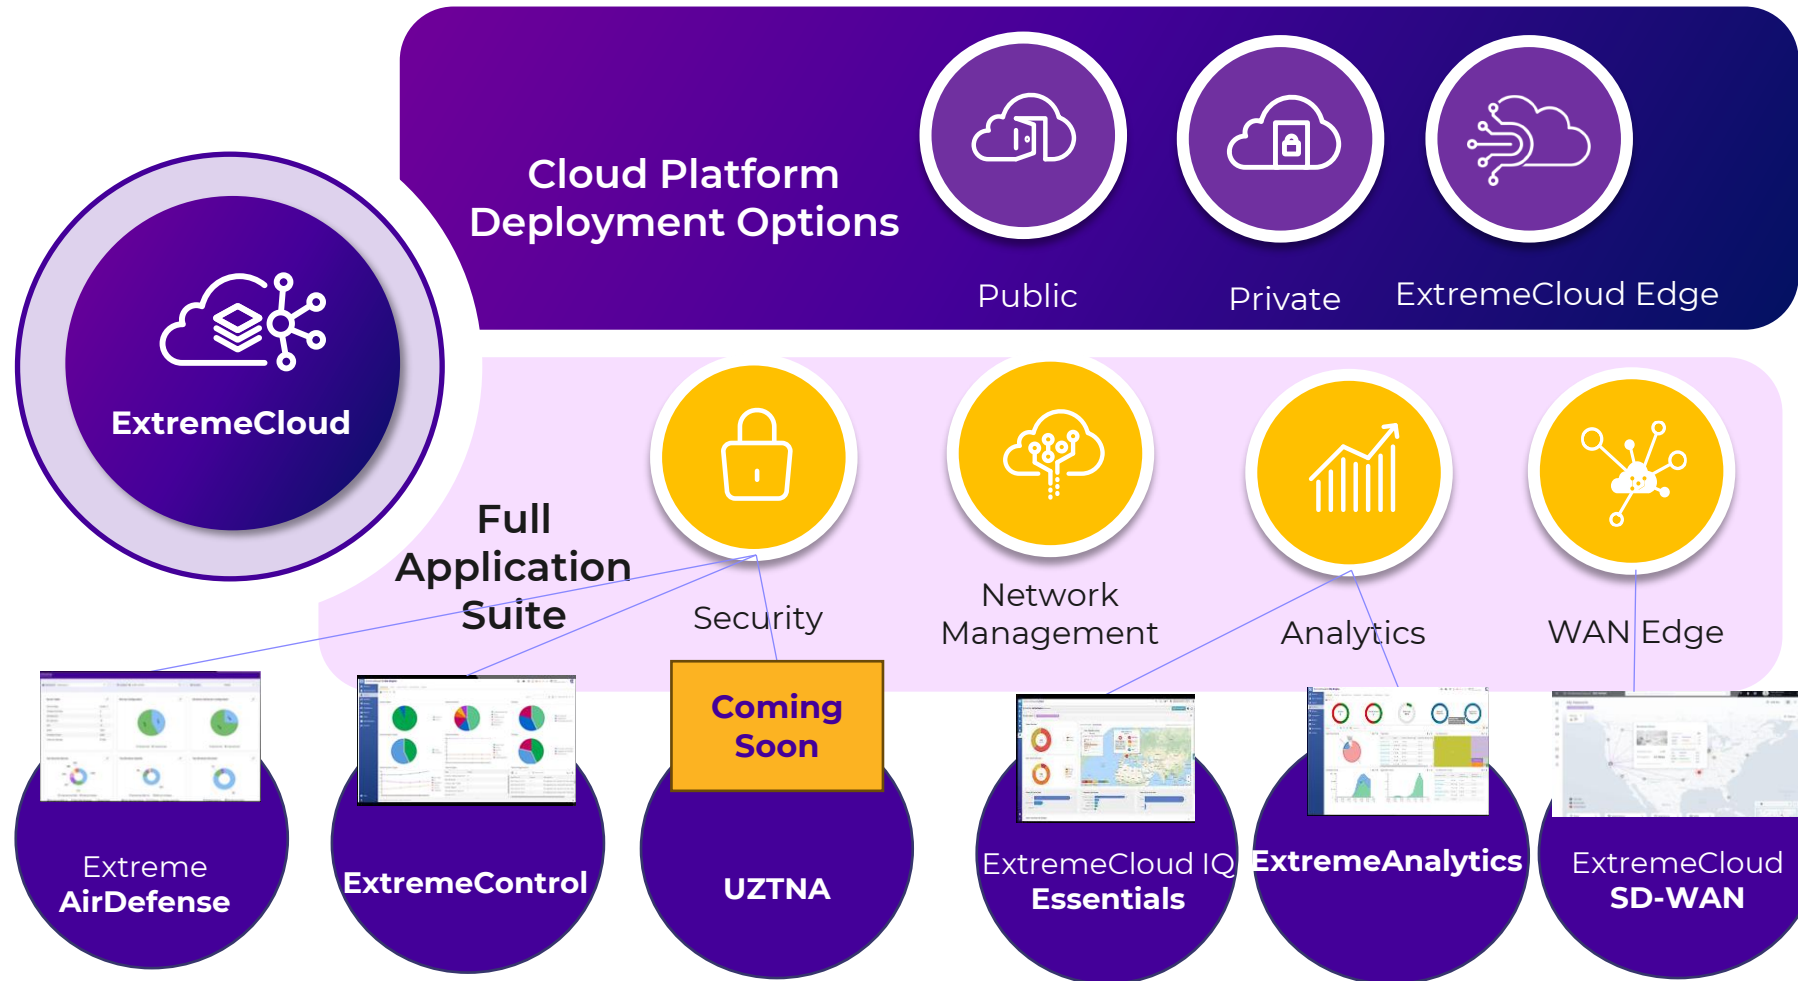 Cloud Platform
Deployment Options
Public
Private
ExtremeCloud Edge
ExtremeCloud
Full
Application
Suite
Security
Network
Management
Analytics
WAN Edge
Coming
Soon
Extreme
AirDefense
ExtremeControl
UZTNA
ExtremeCloud IQ
Essentials
ExtremeAnalytics
ExtremeCloud
SD-WAN